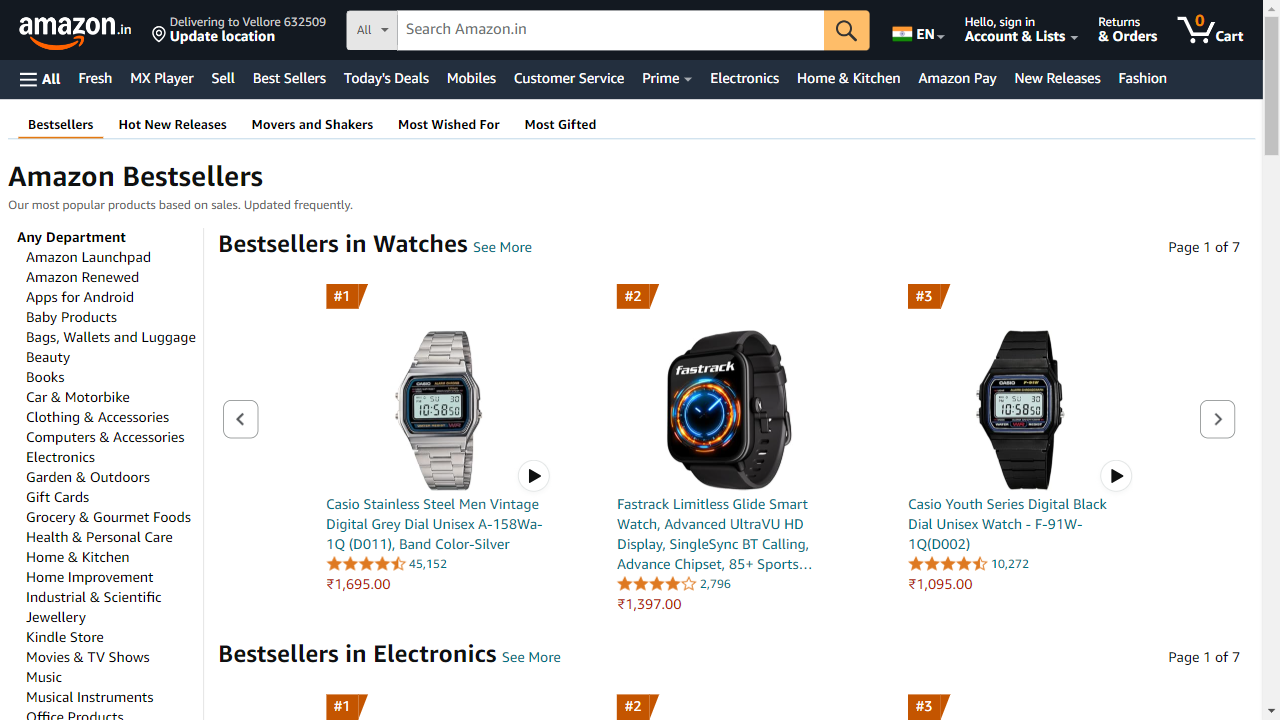 amazon.in
Delivering to Vellore 632509
Update location
All
Search Amazon.in
EN
Hello, sign in
Account & Lists
Returns
& Orders
0
Cart
All
Fresh
MX Player
Sell
Best Sellers
Today's Deals
Mobiles
Customer Service
Prime
Electronics
Home & Kitchen
Amazon Pay
New Releases
Fashion
Bestsellers
Hot New Releases
Movers and Shakers
Most Wished For
Most Gifted
Amazon Bestsellers
Our most popular products based on sales. Updated frequently.
Any Department
Amazon Launchpad
Amazon Renewed
Apps for Android
Baby Products
Bags, Wallets and Luggage
Beauty
Books
Car & Motorbike
Clothing & Accessories
Computers & Accessories
Electronics
Garden & Outdoors
Gift Cards
Grocery & Gourmet Foods
Health & Personal Care
Home & Kitchen
Home Improvement
Industrial & Scientific
Jewellery
Kindle Store
Movies & TV Shows
Music
Musical Instruments
Office Products
Bestsellers in Watches See More
Page 1 of 7
#1
CASIO
10:58 50
Casio Stainless Steel Men Vintage
Digital Grey Dial Unisex A-158Wa-
1Q (D011), Band Color-Silver
45,152
₹1,695.00
#2
fastrack
Fastrack Limitless Glide Smart
Watch, Advanced UltraVU HD
Display, SingleSync BT Calling,
Advance Chipset, 85+ Sports…
2,796
₹1,397.00
#3
CASIO F-91W
10:58 50
Casio Youth Series Digital Black
Dial Unisex Watch - F-91W-
1Q(D002)
10,272
₹1,095.00
Bestsellers in Electronics See More
Page 1 of 7
#1
#2
#3